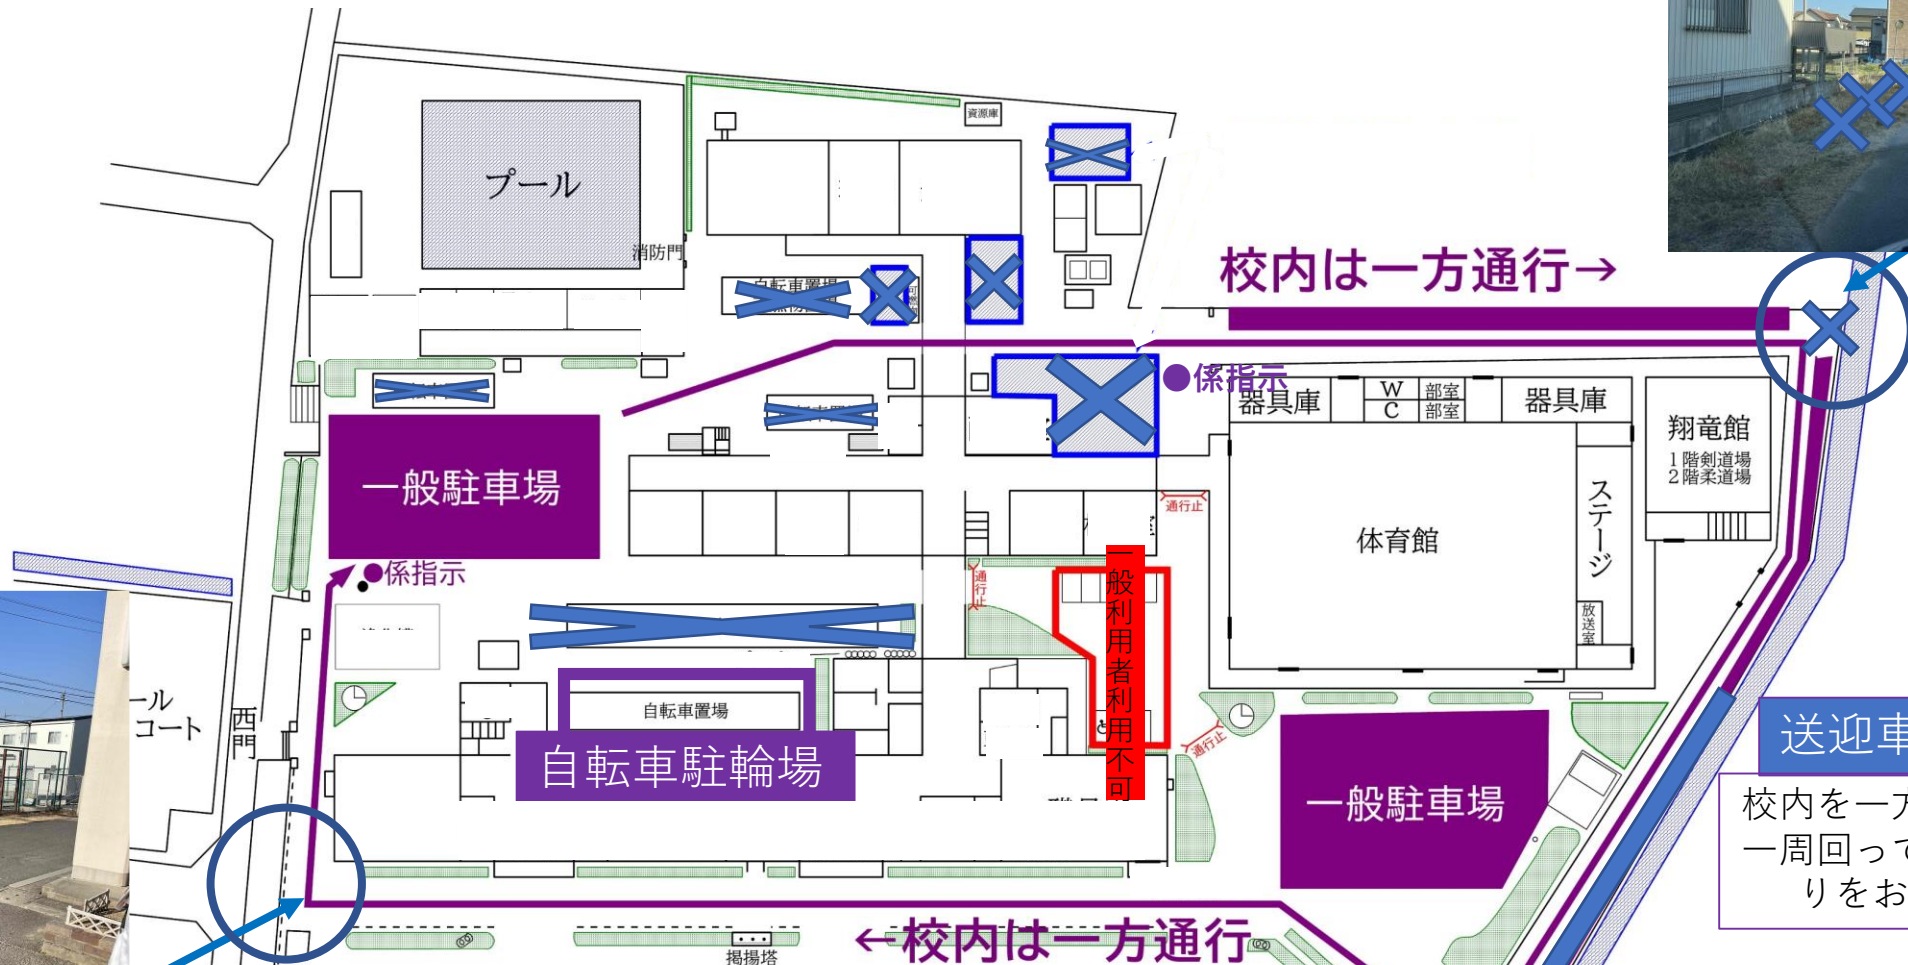 資源庫
プール
消防門
校内は一方通行→
自転車置場
●係指示
器具庫
W
C
部室
部室
器具庫
翔竜館
1階剣道場
2階柔道場
一般駐車場
通行止
ステージ
体育館
●係指示
通行止
一般利用者利用不可
放送室
ール
コート
西門
自転車置場
自転車駐輪場
通行止
一般駐車場
送迎車
校内を一方
一周回って
りをお
←校内は一方通行
掲揚塔